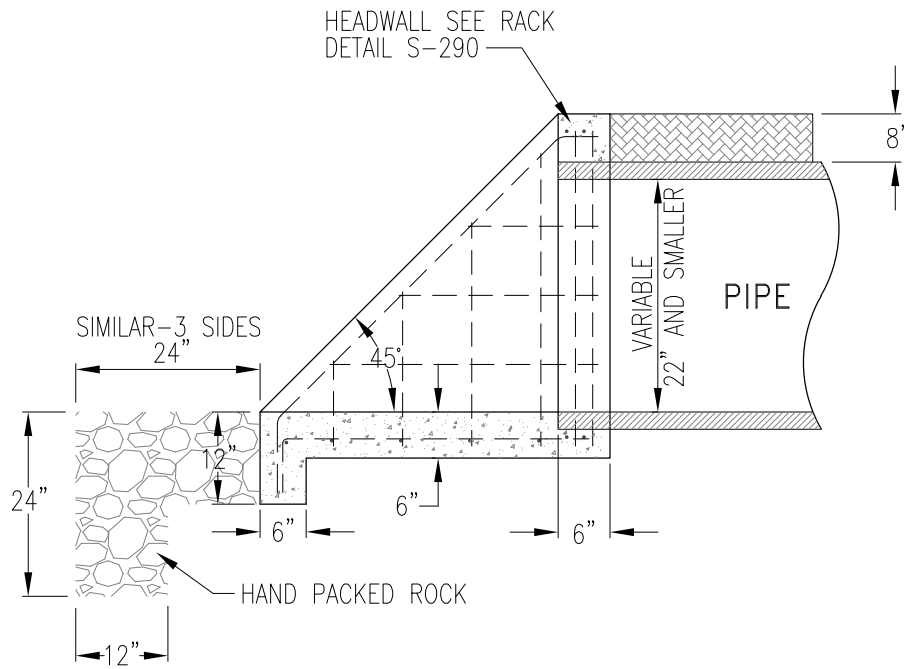 HEADWALL SEE RACK
DETAIL S-290
8"
VARIABLE
22" AND SMALLER
PIPE
SIMILAR-3 SIDES
24"
45°
12"
24"
6"
6"
6"
HAND PACKED ROCK
12"